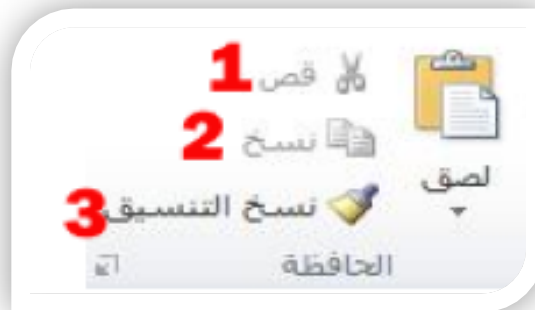 قص 1
نسخ 2
لصق
نسخ التنسيق 3
الحافظة